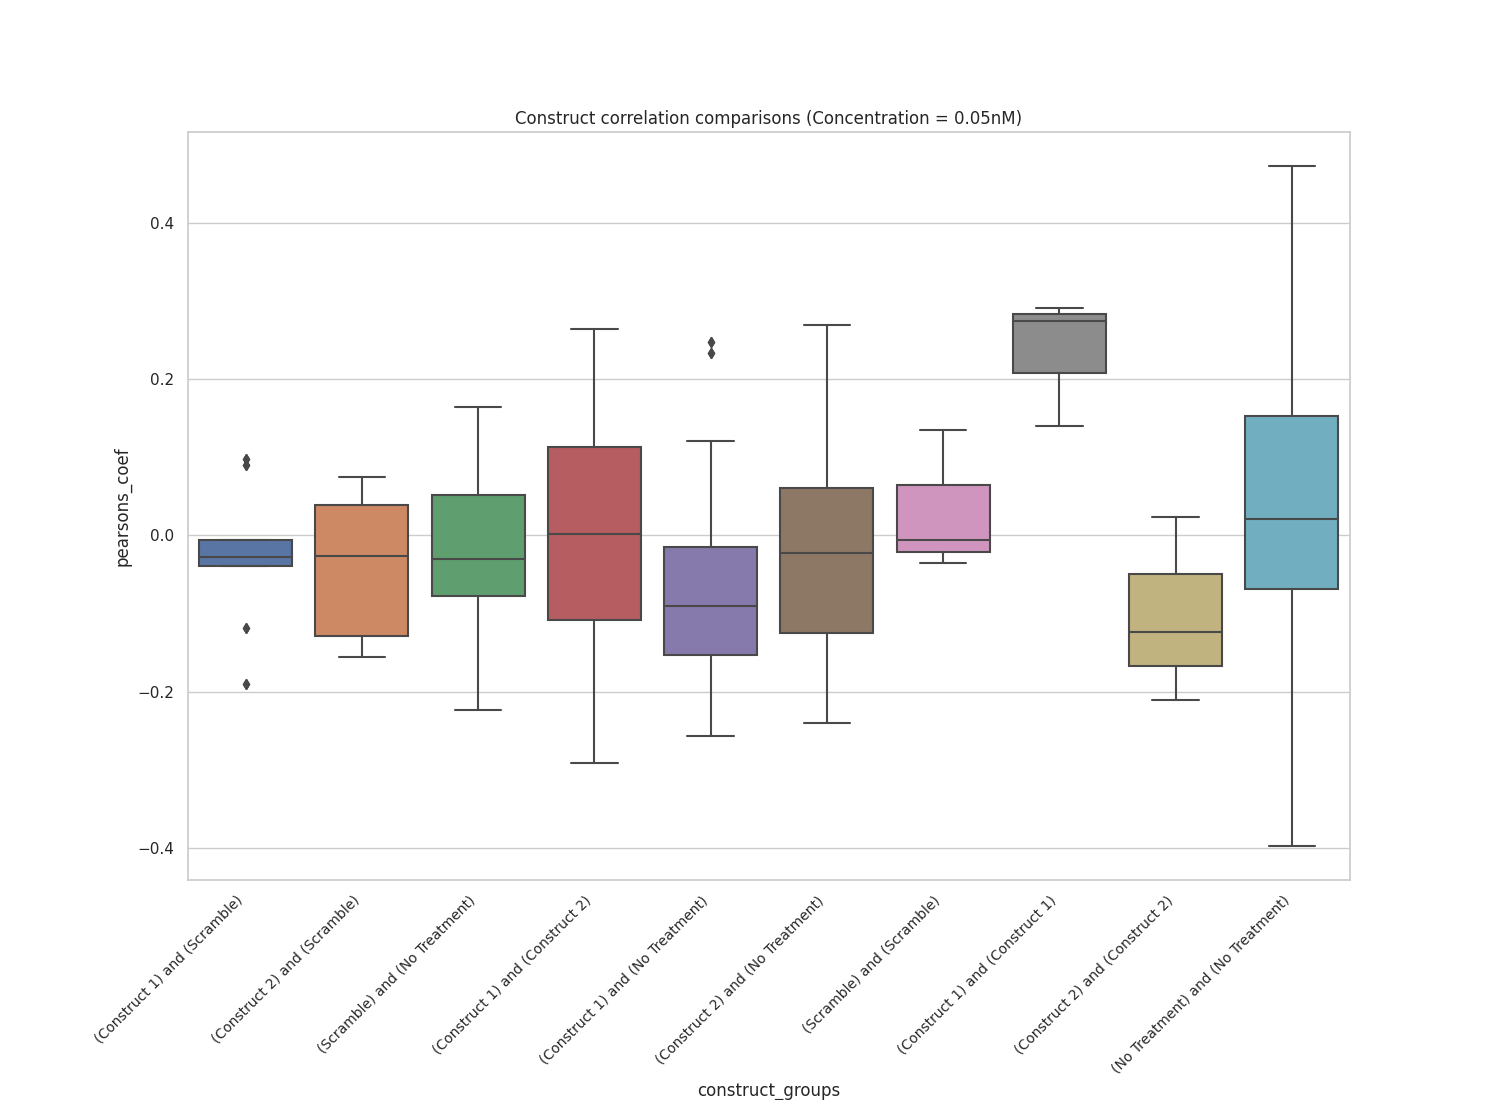 Construct correlation comparisons (Concentration = 0.05nM)
pearsons_coef
0.4
0.2
0.0
−0.2
−0.4
(Construct 1) and (Scramble)
(Construct 2) and (Scramble)
(Scramble) and (No Treatment)
(Construct 1) and (Construct 2)
(Construct 1) and (No Treatment)
(Construct 2) and (No Treatment)
(Scramble) and (Scramble)
(Construct 1) and (Construct 1)
(Construct 2) and (Construct 2)
(No Treatment) and (No Treatment)
construct_groups